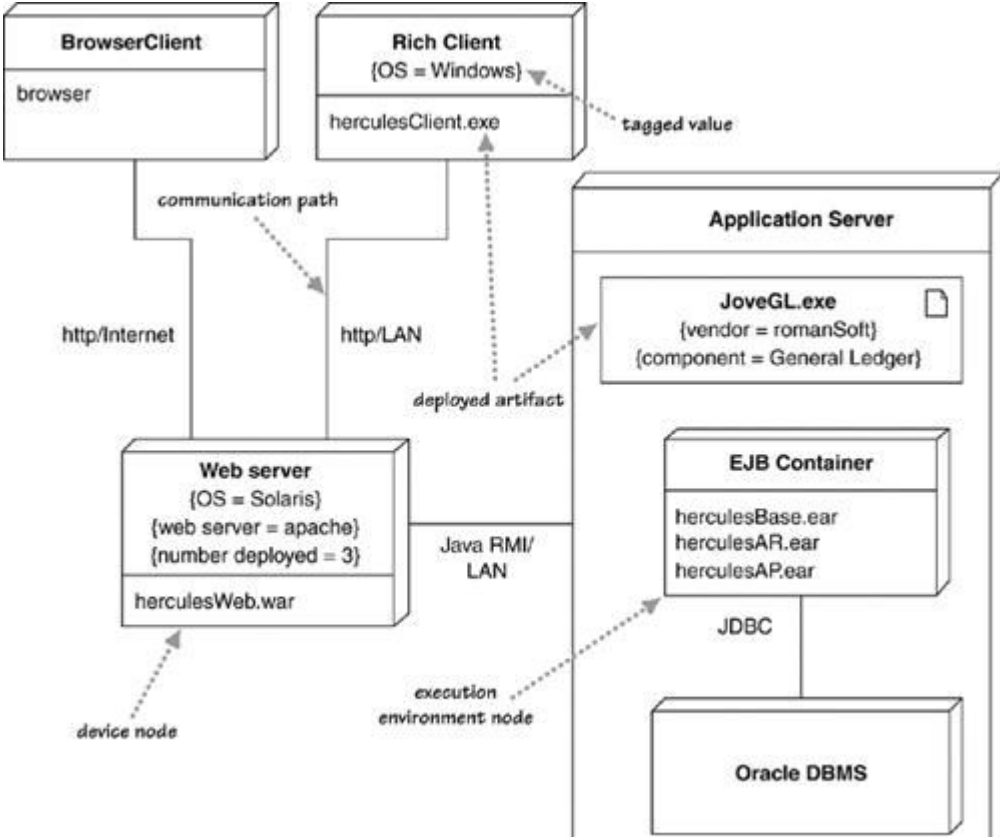 BrowserClient
browser
Rich Client
{OS = Windows}
herculesClient.exe
tagged value
communication path
Application Server
JoveGL.exe
{vendor = romanSoft}
{component = General Ledger}
http/Internet
http/LAN
deployed artifact
Web server
{OS = Solaris}
{web server = apache}
{number deployed = 3}
herculesWeb.war
Java RMI/
LAN
EJB Container
herculesBase.ear
herculesAR.ear
herculesAP.ear
JDBC
execution
environment node
device node
Oracle DBMS